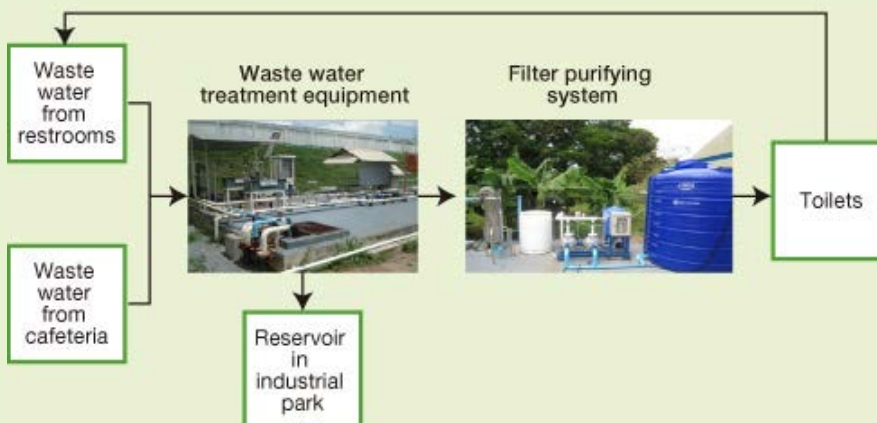 Waste
water
from
restrooms
Waste water
treatment equipment
Filter purifying
system
Toilets
Waste
water
from
cafeteria
Reservoir
in
industrial
park